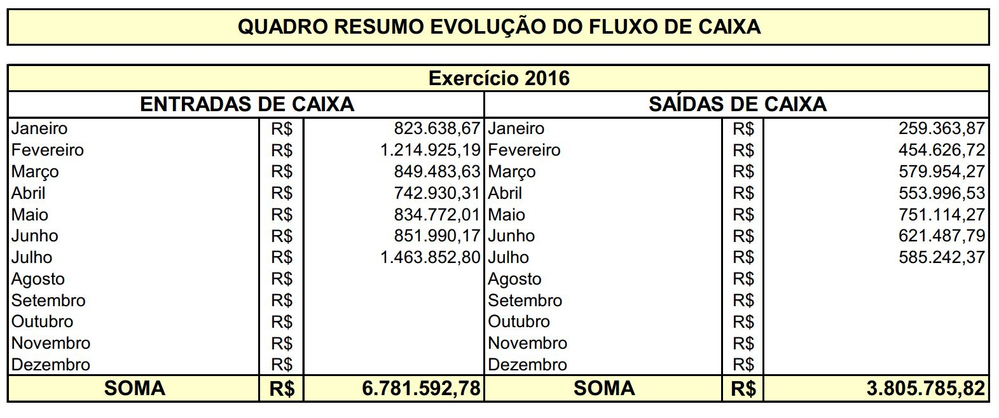 QUADRO RESUMO EVOLUÇÃO DO FLUXO DE CAIXA
Exercício 2016
ENTRADAS DE CAIXA SAÍDAS DE CAIXA
Janeiro R$ 823.638,67 Janeiro R$ 259.363,87
Fevereiro R$ 1.214.925,19 Fevereiro R$ 454.626,72
Março R$ 849.483,63 Março R$ 579.954,27
Abril R$ 742.930,31 Abril R$ 553.996,53
Maio R$ 834.772,01 Maio R$ 751.114,27
Junho R$ 851.990,17 Junho R$ 621.487,79
Julho R$ 1.463.852,80 Julho R$ 585.242,37
Agosto R$ Agosto R$
Setembro R$ Setembro R$
Outubro R$ Outubro R$
Novembro R$ Novembro R$
Dezembro R$ Dezembro R$
SOMA R$ 6.781.592,78 SOMA R$ 3.805.785,82